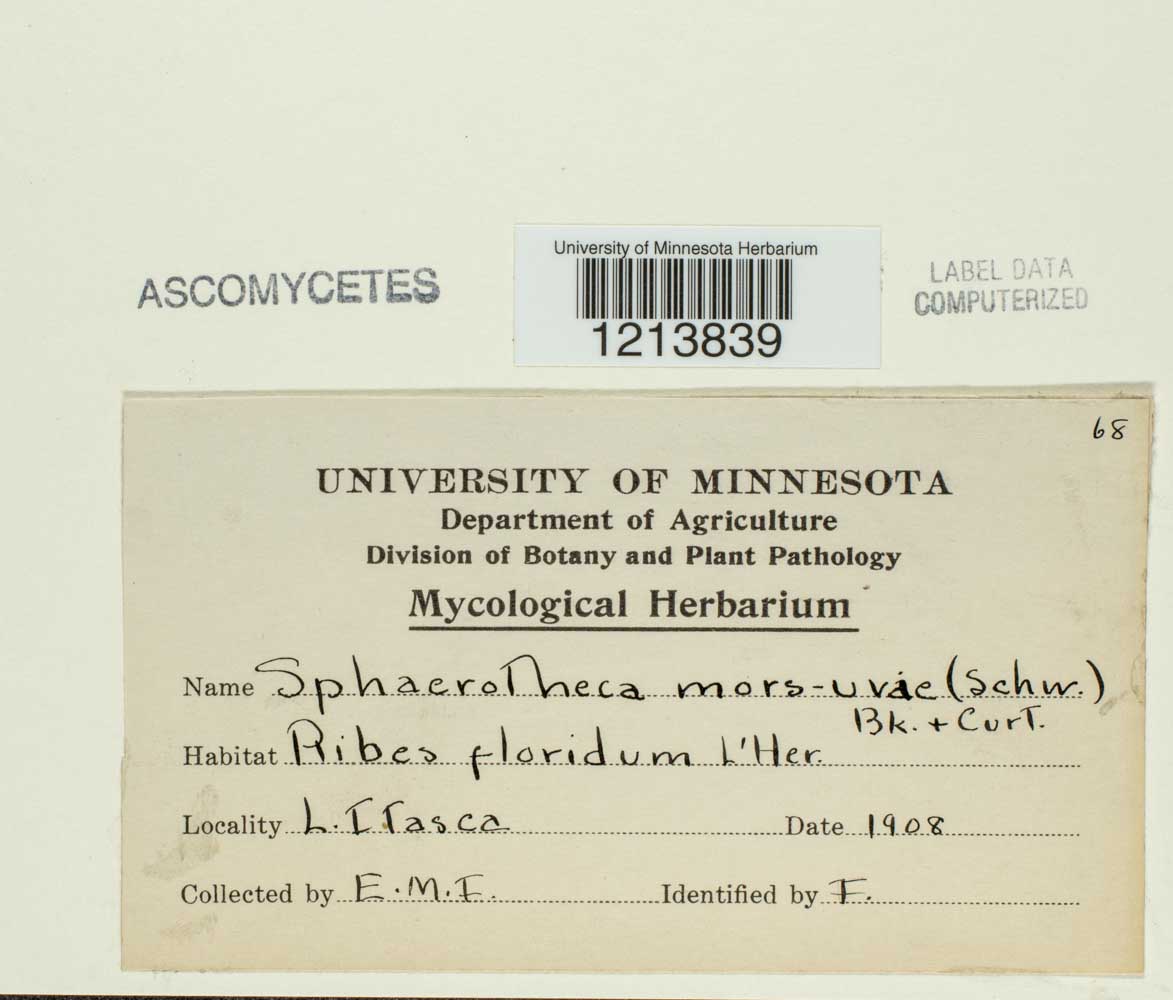 University of Minnesota Herbarium
ASCOMYCETES
LABEL DATA
COMPUTERIZED
1213839
68
UNIVERSITY OF MINNESOTA
Department of Agriculture
Division of Botany and Plant Pathology
Mycological Herbarium
Name Sphaerotheca mors-uvae (Schw.)
Bk. + Curt.
Habitat Ribes floridum L'Her.
Locality L. Itasca Date 1908
Collected by E.M.F. Identified by F.